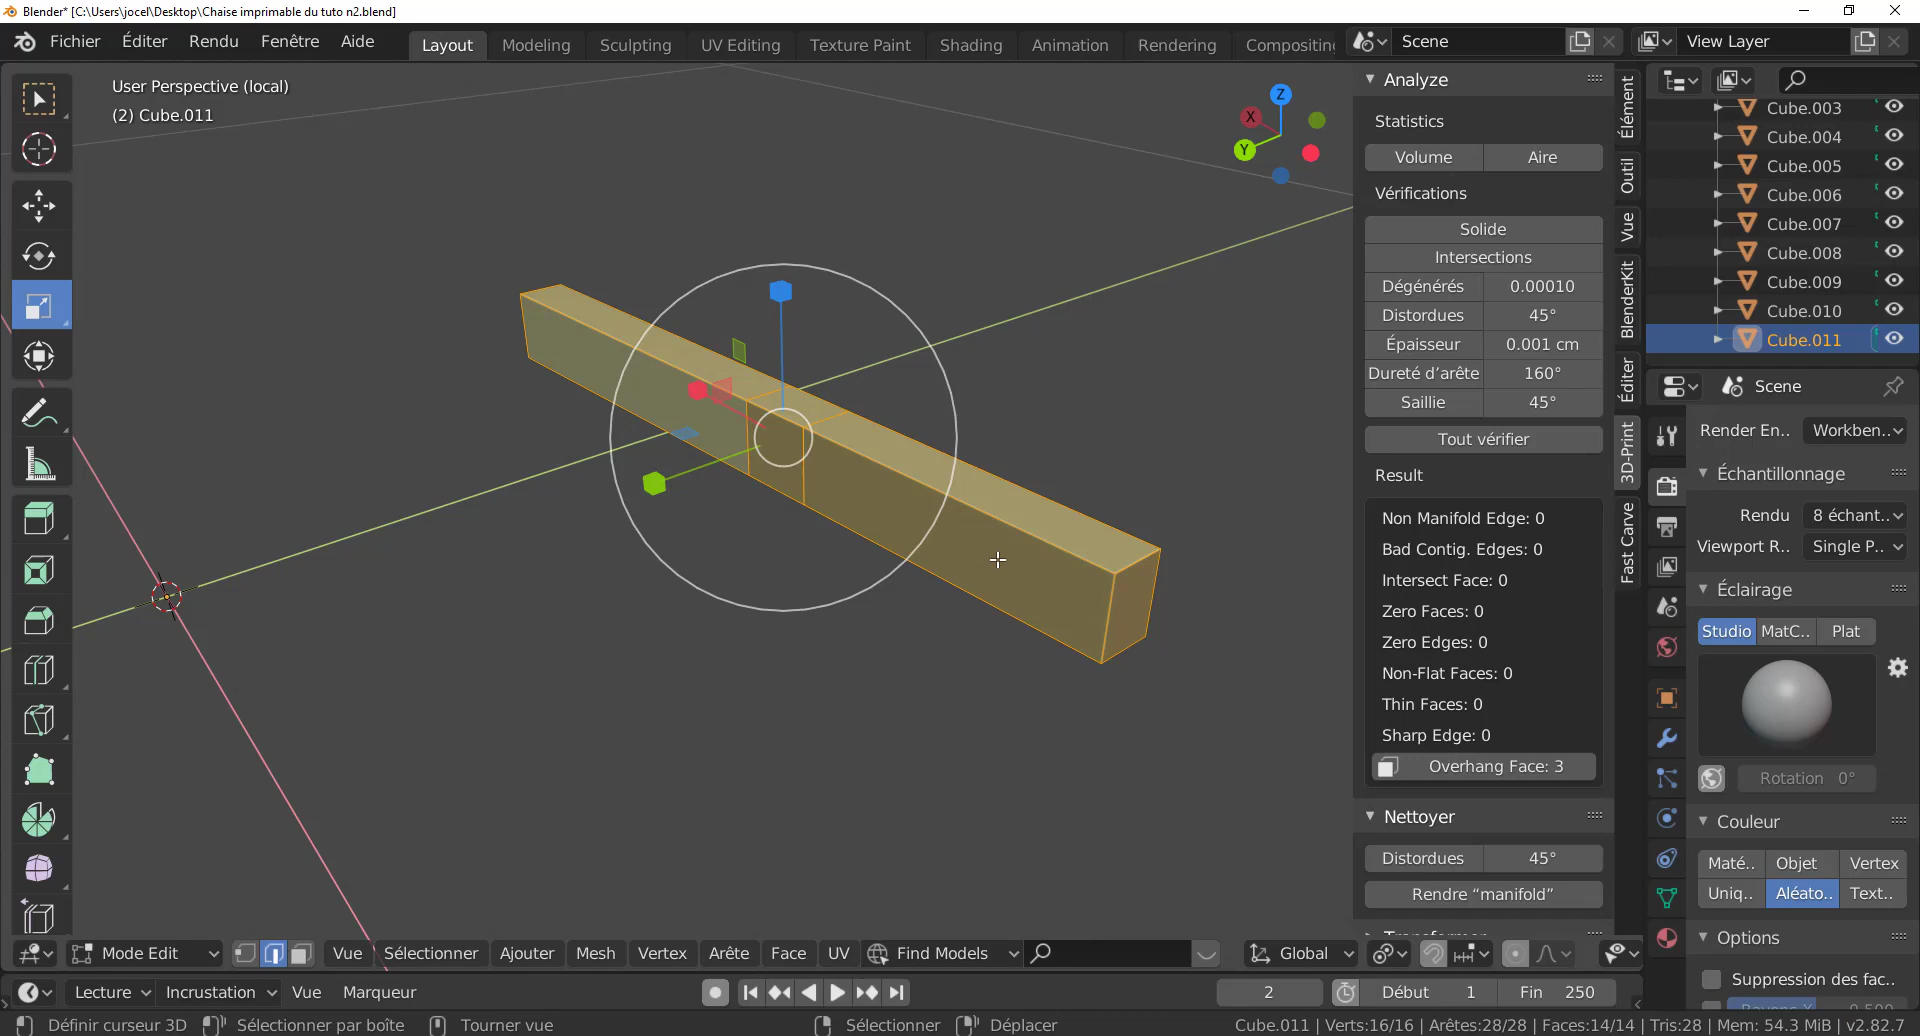 Blender* [C:\Users\jocel\Desktop\Chaise imprimable du tuto n2.blend]
Fichier Éditer Rendu Fenêtre Aide Layout Modeling Sculpting UV Editing Texture Paint Shading Animation Rendering Compositing Scene View Layer
User Perspective (local)
(2) Cube.011
Z
X
Y
Analyze
Statistics
Volume Aire
Vérifications
Solide
Intersections
Dégénérés 0.00010
Distordues 45°
Épaisseur 0.001 cm
Dureté d'arête 160°
Saillie 45°
Tout vérifier
Result
Non Manifold Edge: 0
Bad Contig. Edges: 0
Intersect Face: 0
Zero Faces: 0
Zero Edges: 0
Non-Flat Faces: 0
Thin Faces: 0
Sharp Edge: 0
Overhang Face: 3
Nettoyer
Distordues 45°
Rendre “manifold”
Élément
Outil
Vue
BlenderKit
Éditer
3D-Print
Fast Carve
Cube.003
Cube.004
Cube.005
Cube.006
Cube.007
Cube.008
Cube.009
Cube.010
Cube.011
Scene
Render En.. Workben..
Échantillonnage
Rendu 8 échant..
Viewport R.. Single P..
Éclairage
Studio MatC.. Plat
Rotation 0°
Couleur
Maté.. Objet Vertex
Uniq.. Aléato.. Text..
Options
Suppression des fac..
Mode Edit Vue Sélectionner Ajouter Mesh Vertex Arête Face UV Find Models Global
Lecture Incrustation Vue Marqueur 2 Début 1 Fin 250
Définir curseur 3D Sélectionner par boîte Tourner vue Sélectionner Déplacer Cube.011 | Verts:16/16 | Arêtes:28/28 | Faces:14/14 | Tris:28 | Mem: 54.3 MiB | v2.82.7